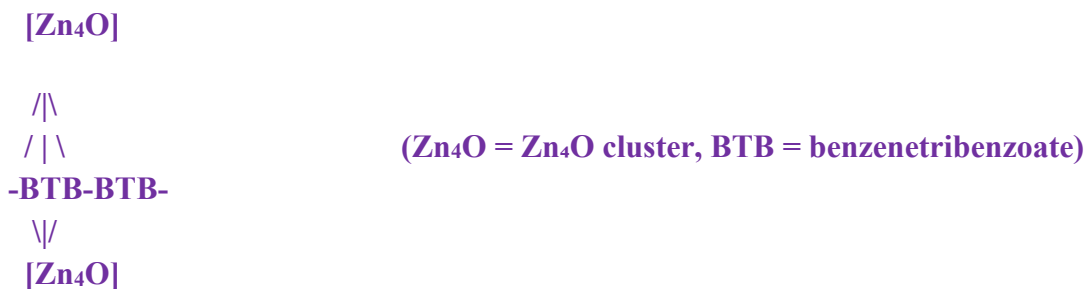 [Zn₄O]
/|\
/ | \
(Zn₄O = Zn₄O cluster, BTB = benzenetribenzoate)
-BTB-BTB-
\|/
[Zn₄O]